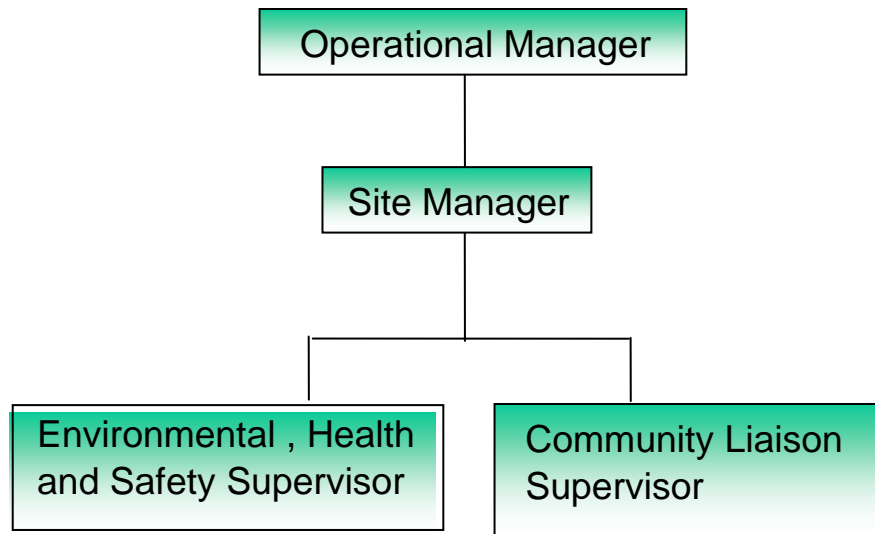 Operational Manager
Site Manager
Environmental , Health
and Safety Supervisor
Community Liaison
Supervisor